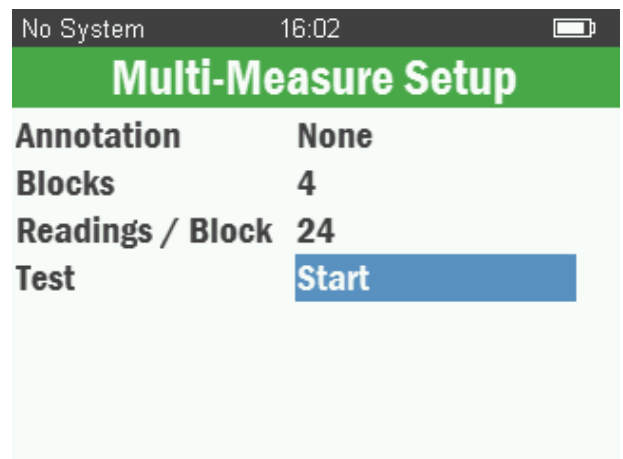 No System 16:02
Multi-Measure Setup
Annotation None
Blocks 4
Readings / Block 24
Test Start